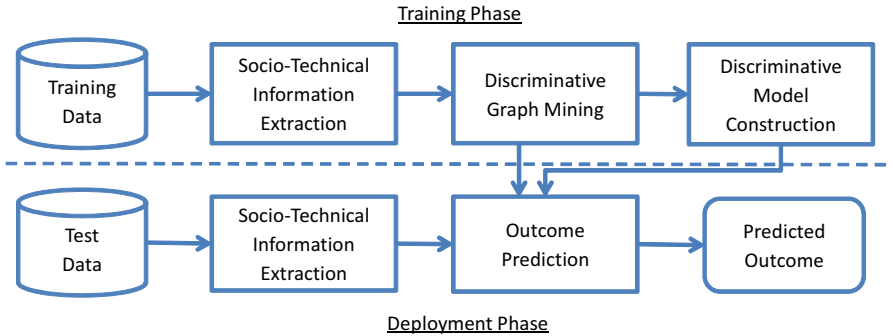 Training Phase
Training
Data
Socio-Technical
Information
Extraction
Discriminative
Graph Mining
Discriminative
Model
Construction
Test
Data
Socio-Technical
Information
Extraction
Outcome
Prediction
Predicted
Outcome
Deployment Phase